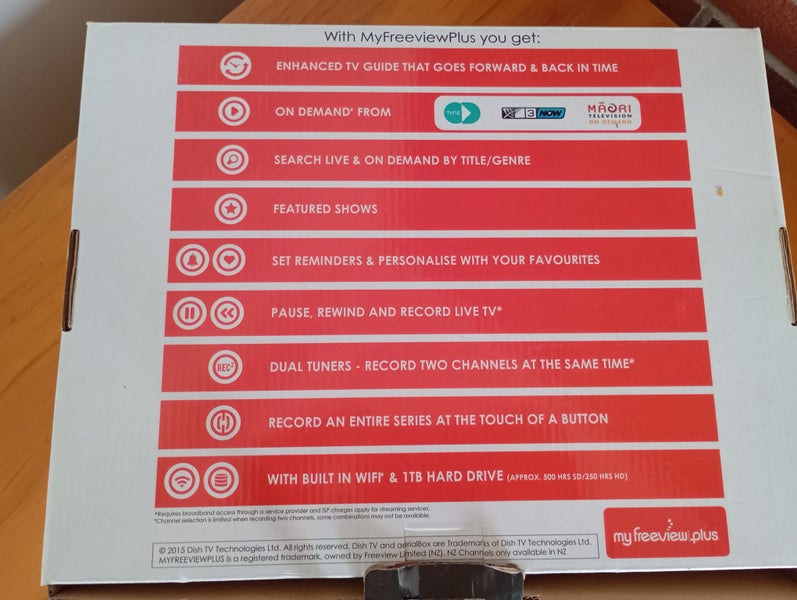 With MyFreeviewPlus you get:
ENHANCED TV GUIDE THAT GOES FORWARD & BACK IN TIME
ON DEMAND* FROM
tvnz
3 NOW
MĀORI
TELEVISION
ON DEMAND
SEARCH LIVE & ON DEMAND BY TITLE/GENRE
FEATURED SHOWS
SET REMINDERS & PERSONALISE WITH YOUR FAVOURITES
PAUSE, REWIND AND RECORD LIVE TV*
REC²
DUAL TUNERS - RECORD TWO CHANNELS AT THE SAME TIME*
RECORD AN ENTIRE SERIES AT THE TOUCH OF A BUTTON
WITH BUILT IN WIFI* & 1TB HARD DRIVE (APPROX. 500 HRS SD/250 HRS HD)
*Requires broadband access through a service provider and ISP charges apply for streaming services.
*Channel selection is limited when recording two channels, some combinations may not be available.
© 2015 Dish TV Technologies Ltd. All rights reserved. Dish TV and aerialBox are Trademarks of Dish TV Technologies Ltd.
MYFREEVIEWPLUS is a registered trademark, owned by Freeview Limited (NZ). NZ Channels only available in NZ
my freeview plus